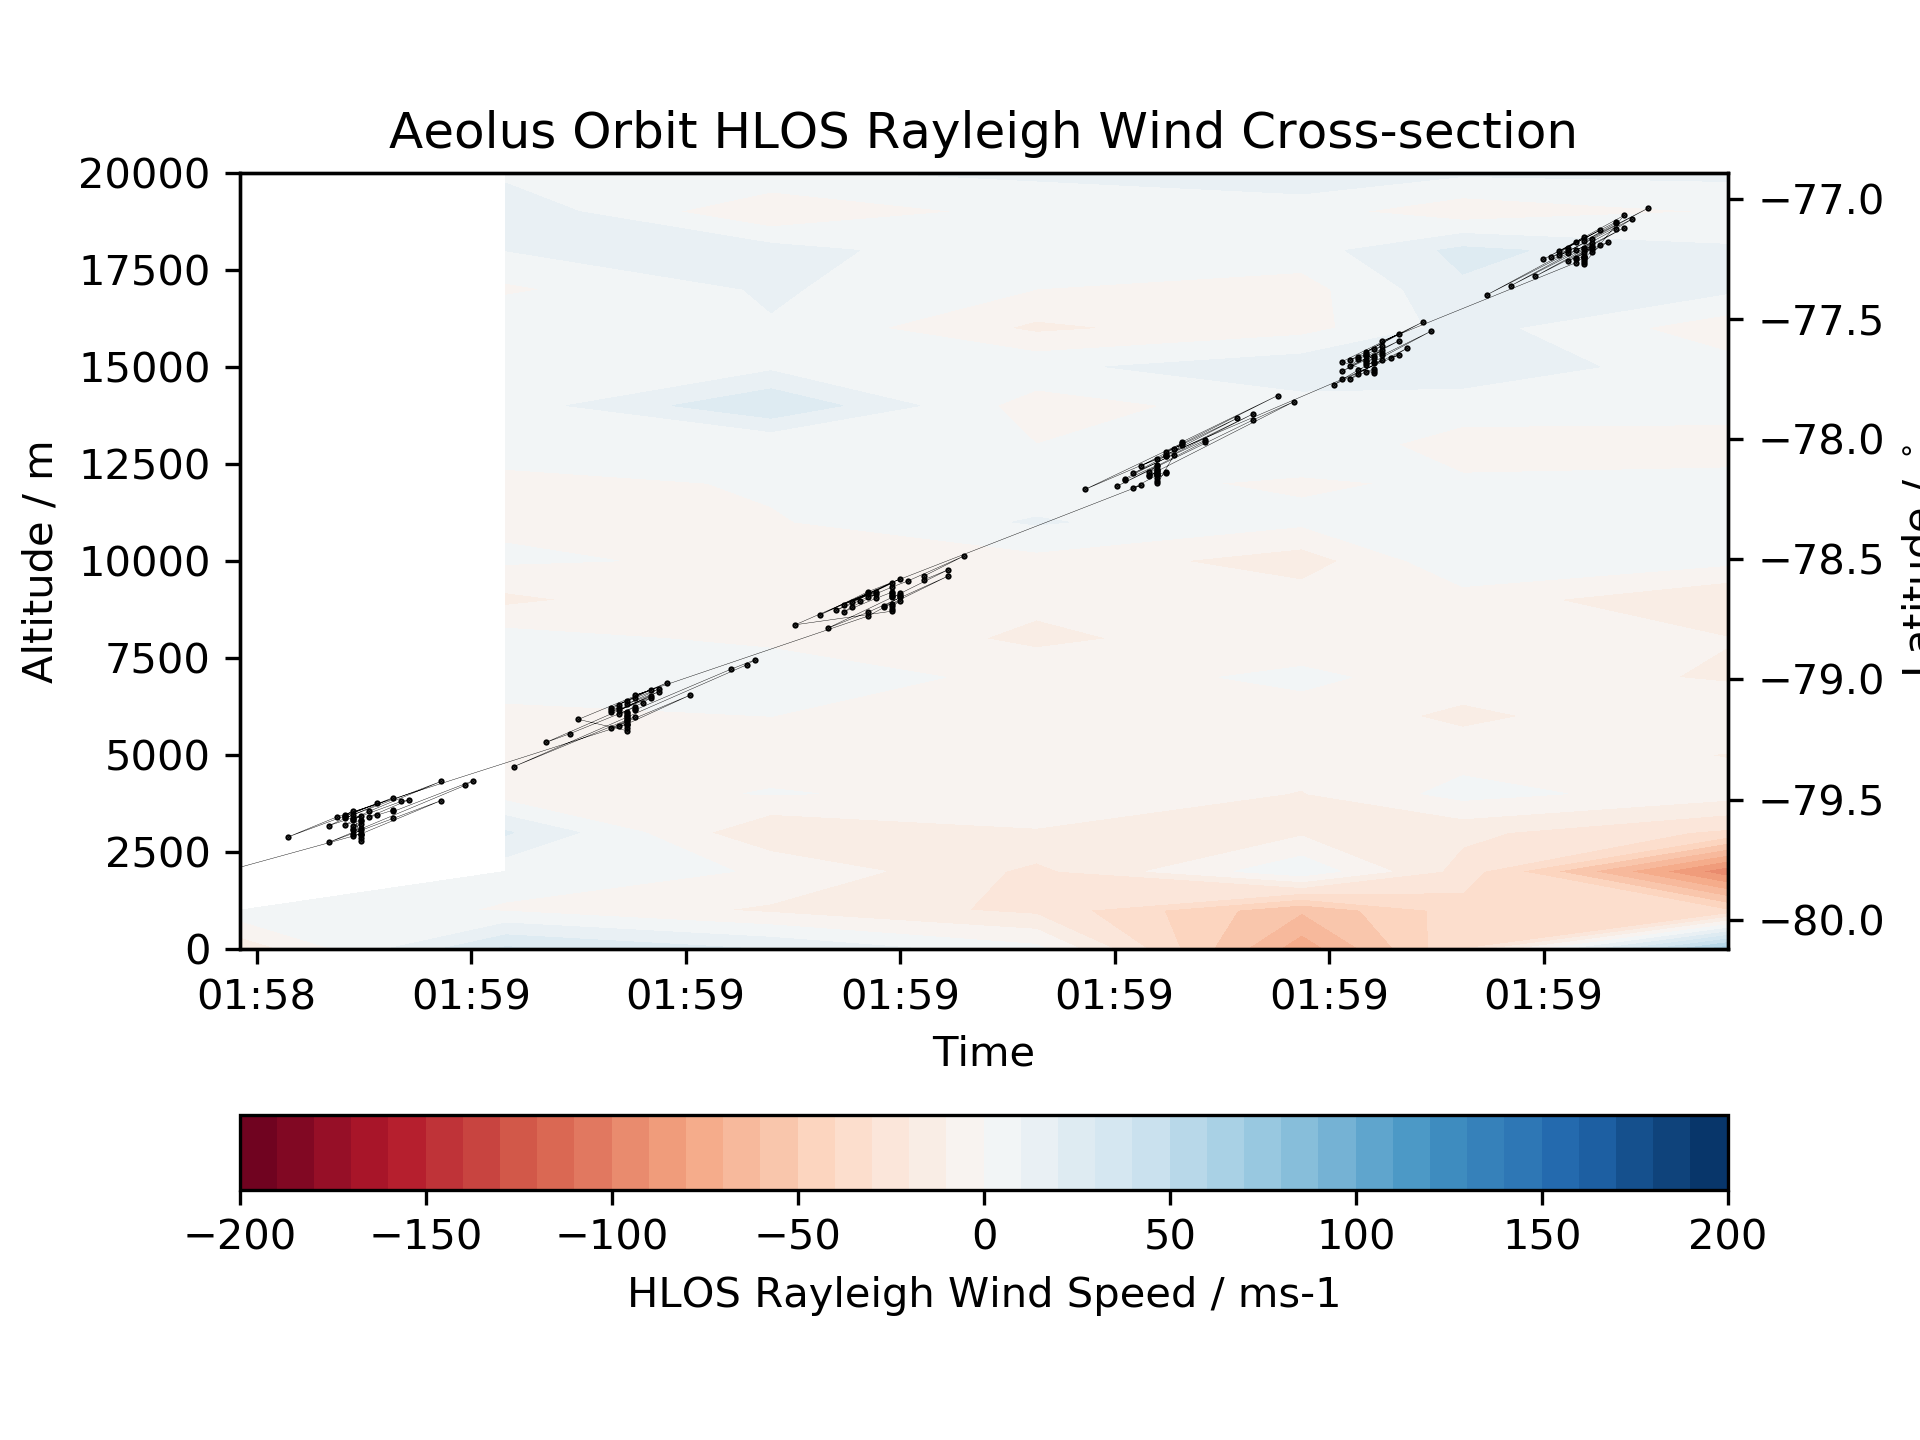 Aeolus Orbit HLOS Rayleigh Wind Cross-section
20000
17500
15000
12500
10000
7500
5000
2500
0
Altitude / m
−77.0
−77.5
−78.0
−78.5
−79.0
−79.5
−80.0
Latitude / °
01:58 01:59 01:59 01:59 01:59 01:59 01:59
Time
−200 −150 −100 −50 0 50 100 150 200
HLOS Rayleigh Wind Speed / ms-1